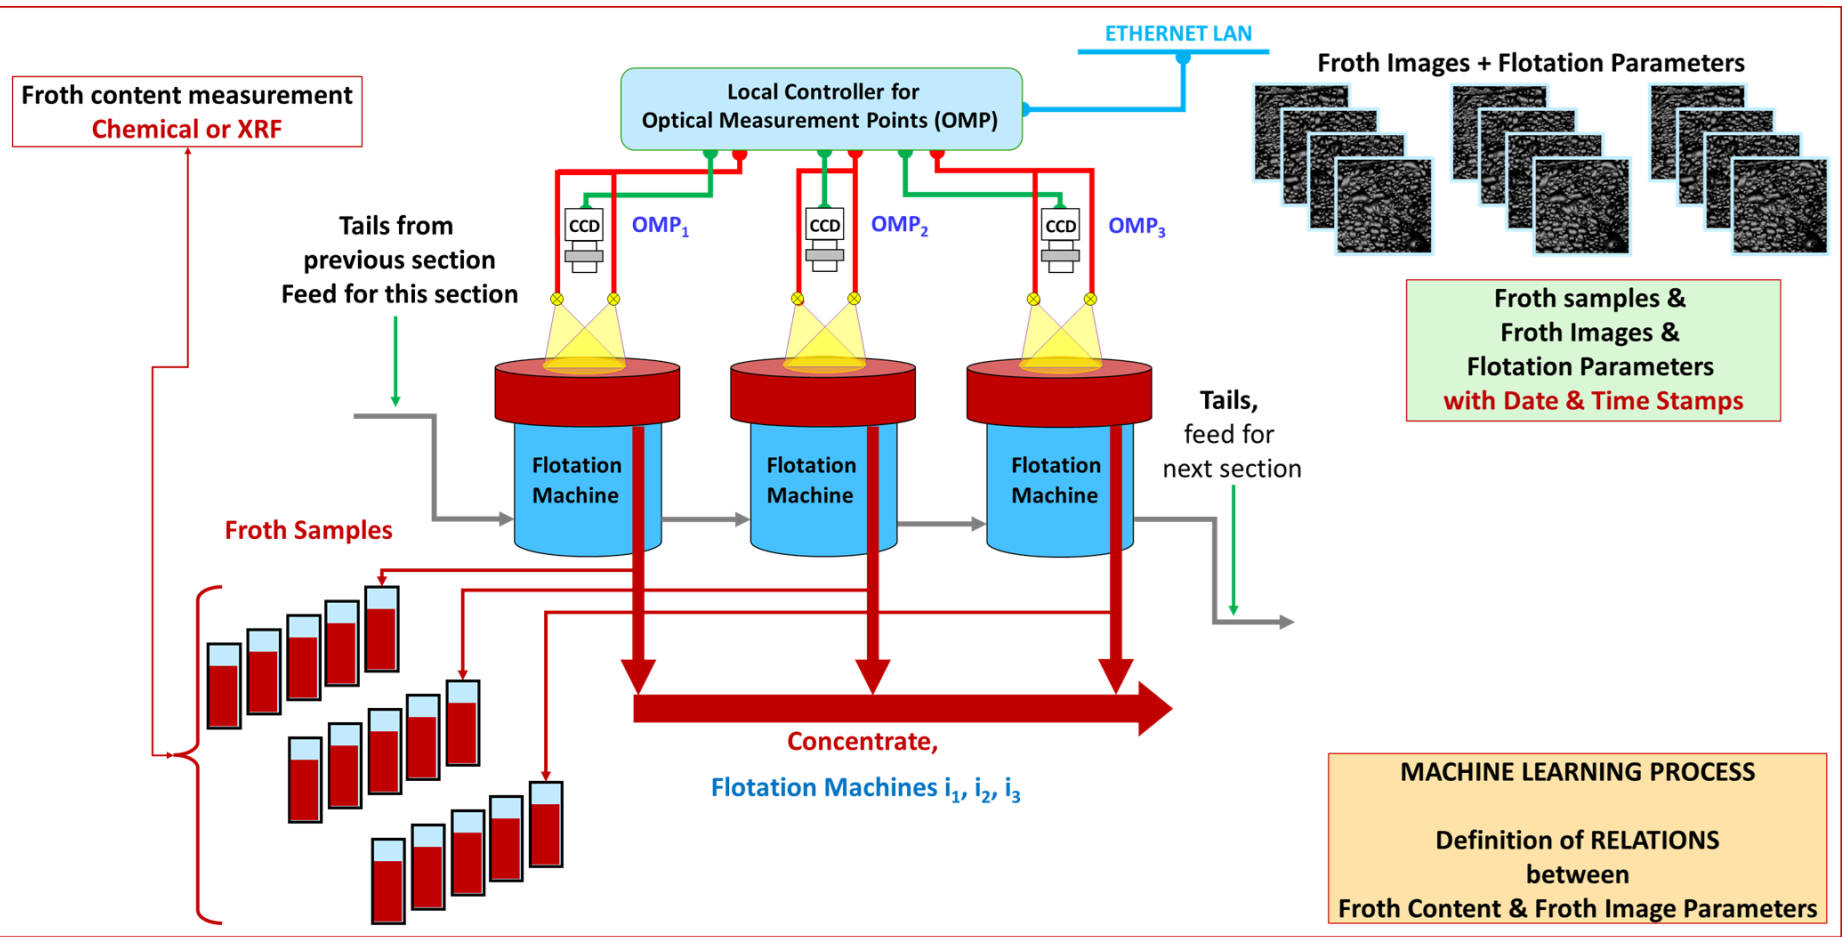 ETHERNET LAN
Froth content measurement
Chemical or XRF
Local Controller for
Optical Measurement Points (OMP)
Froth Images + Flotation Parameters
CCD
OMP₁
CCD
OMP₂
CCD
OMP₃
Tails from
previous section
Feed for this section
Froth samples &
Froth Images &
Flotation Parameters
with Date & Time Stamps
Tails,
feed for
next section
Flotation
Machine
Flotation
Machine
Flotation
Machine
Froth Samples
Concentrate,
Flotation Machines i₁, i₂, i₃
MACHINE LEARNING PROCESS
Definition of RELATIONS
between
Froth Content & Froth Image Parameters